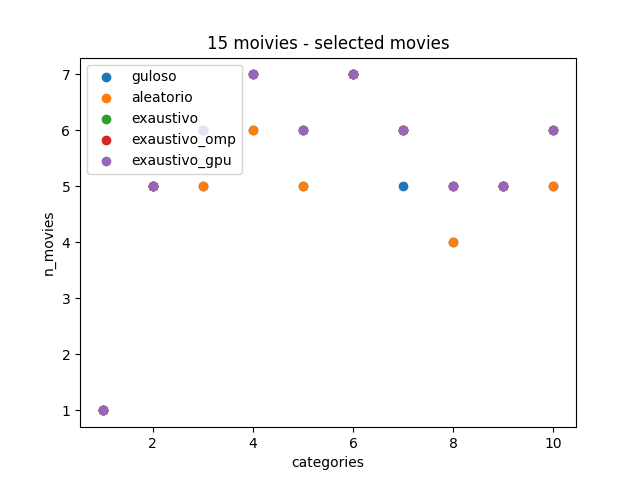 15 moivies - selected movies
guloso
aleatorio
exaustivo
exaustivo_omp
exaustivo_gpu
7
6
5
4
3
2
1
n_movies
2 4 6 8 10
categories